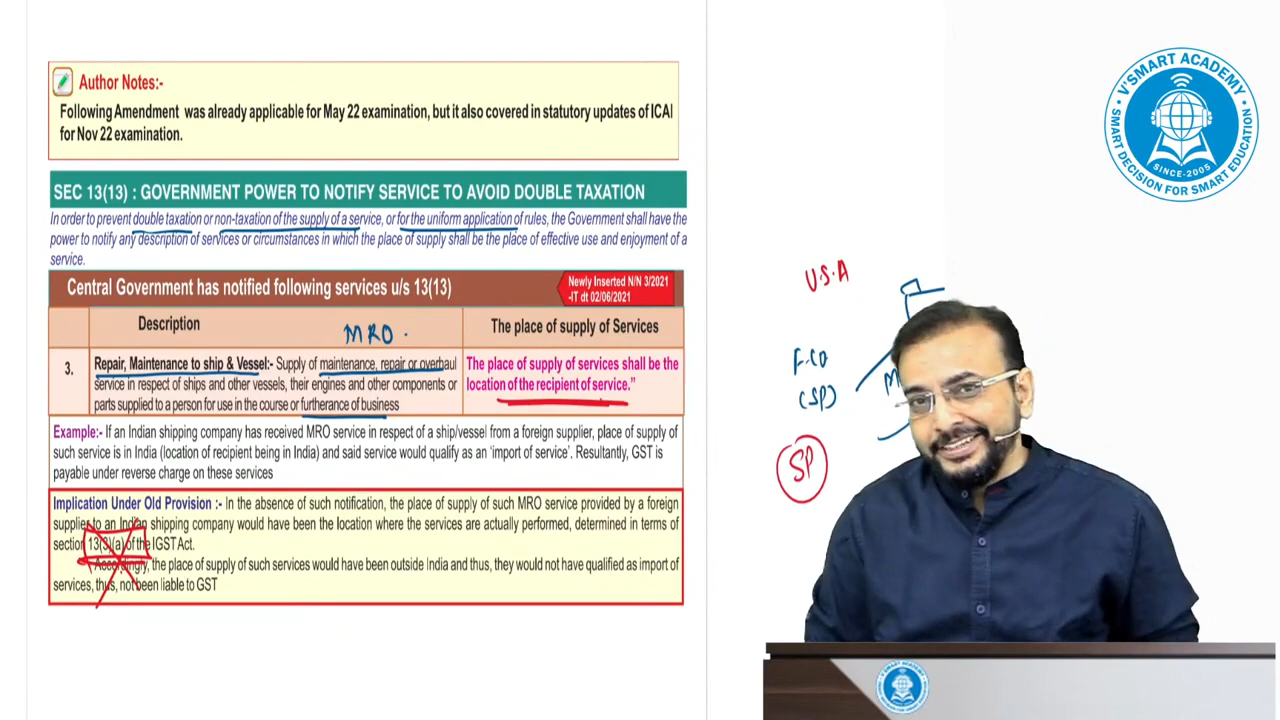 Author Notes:-
Following Amendment was already applicable for May 22 examination, but it also covered in statutory updates of ICAI
for Nov 22 examination.
SEC 13(13) : GOVERNMENT POWER TO NOTIFY SERVICE TO AVOID DOUBLE TAXATION
In order to prevent double taxation or non-taxation of the supply of a service, or for the uniform application of rules, the Government shall have the
power to notify any description of services or circumstances in which the place of supply shall be the place of effective use and enjoyment of a
service.
Central Government has notified following services u/s 13(13)
Newly Inserted N/N 3/2021
-IT dt 02/06/2021
Description
MRO
The place of supply of Services
3.
Repair, Maintenance to ship & Vessel:- Supply of maintenance, repair or overbaul
service in respect of ships and other vessels, their engines and other components or
parts supplied to a person for use in the course or furtherance of business
The place of supply of services shall be the
location of the recipient of service.”
Example:- If an Indian shipping company has received MRO service in respect of a ship/vessel from a foreign supplier, place of supply of
such service is in India (location of recipient being in India) and said service would qualify as an ‘import of service’. Resultantly, GST is
payable under reverse charge on these services
Implication Under Old Provision :- In the absence of such notification, the place of supply of such MRO service provided by a foreign
supplier to an Indian shipping company would have been the location where the services are actually performed, determined in terms of
section 13(3)(a) of the IGST Act.
Accordingly, the place of supply of such services would have been outside India and thus, they would not have qualified as import of
services, thus, not been liable to GST
U.S.A
F.CO
(SP)
M
SP
V'SMART ACADEMY
SINCE-2005
SMART DECISION FOR SMART EDUCATION
V'SMART ACADEMY